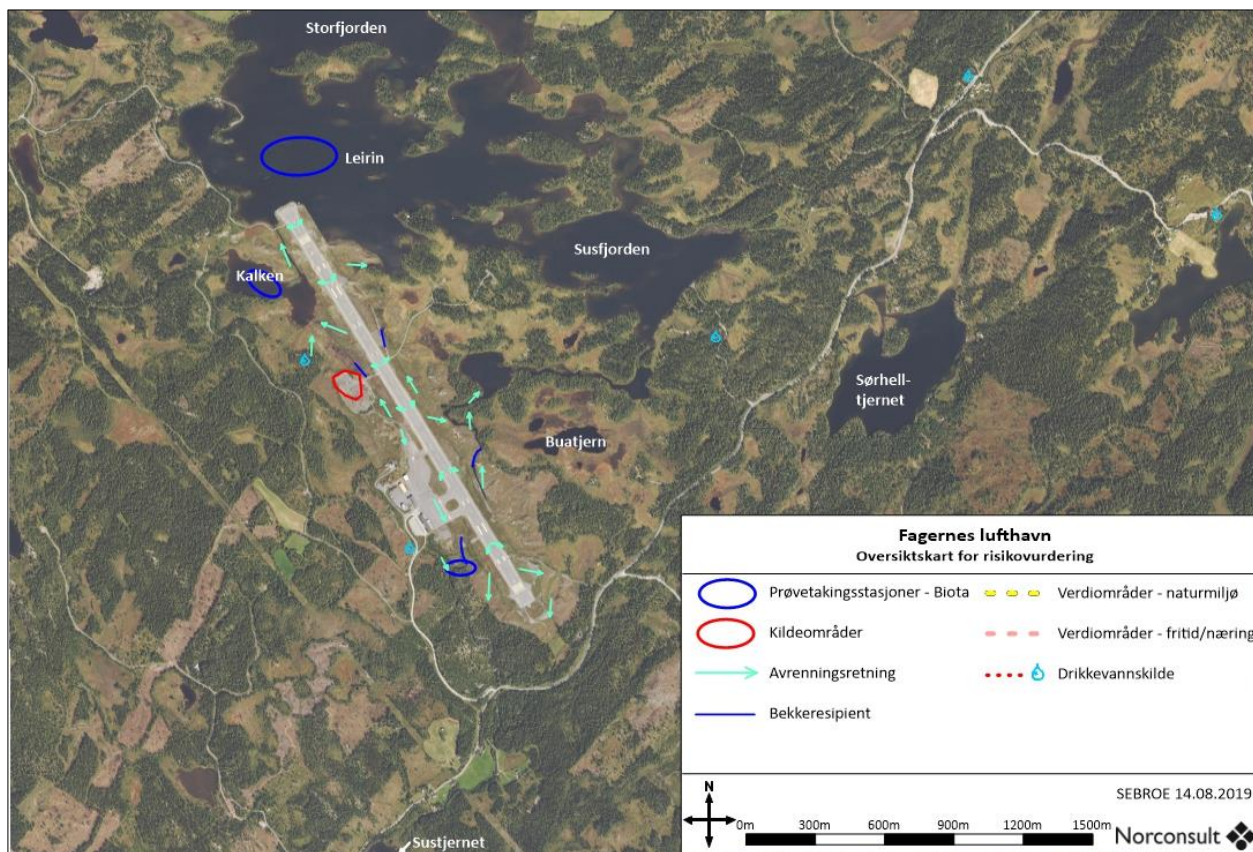 Storfjorden
Leirin
Susfjorden
Kalken
Sørhell-
tjernet
Buatjern
Sustjernet
Fagernes lufthavn
Oversiktskart for risikovurdering
Prøvetakingsstasjoner - Biota
Verdiområder - naturmiljø
Kildeområder
Verdiområder - fritid/næring
Avrenningsretning
Drikkevannskilde
Bekkeresipient
N
SEBROE 14.08.2019
0m 300m 600m 900m 1200m 1500m
Norconsult